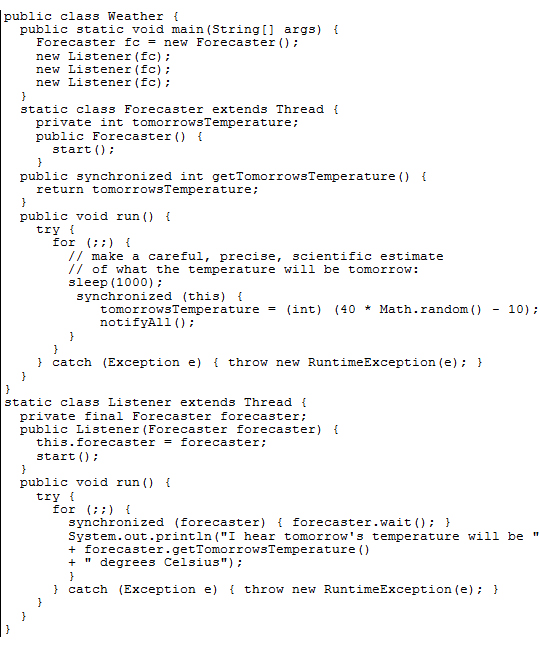 public class Weather {
  public static void main(String[] args) {
    Forecaster fc = new Forecaster();
    new Listener(fc);
    new Listener(fc);
    new Listener(fc);
  }
  static class Forecaster extends Thread {
    private int tomorrowsTemperature;
    public Forecaster() {
      start();
    }
  public synchronized int getTomorrowsTemperature() {
    return tomorrowsTemperature;
  }
  public void run() {
    try {
      for (;;) {
        // make a careful, precise, scientific estimate
        // of what the temperature will be tomorrow:
        sleep(1000);
         synchronized (this) {
            tomorrowsTemperature = (int) (40 * Math.random() - 10);
            notifyAll();
        }
      }
    } catch (Exception e) { throw new RuntimeException(e); }
  }
}
static class Listener extends Thread {
  private final Forecaster forecaster;
  public Listener(Forecaster forecaster) {
    this.forecaster = forecaster;
    start();
  }
  public void run() {
    try {
      for (;;) {
        synchronized (forecaster) { forecaster.wait(); }
        System.out.println("I hear tomorrow's temperature will be "
        + forecaster.getTomorrowsTemperature()
        + " degrees Celsius");
        }
      } catch (Exception e) { throw new RuntimeException(e); }
    }
  }
}